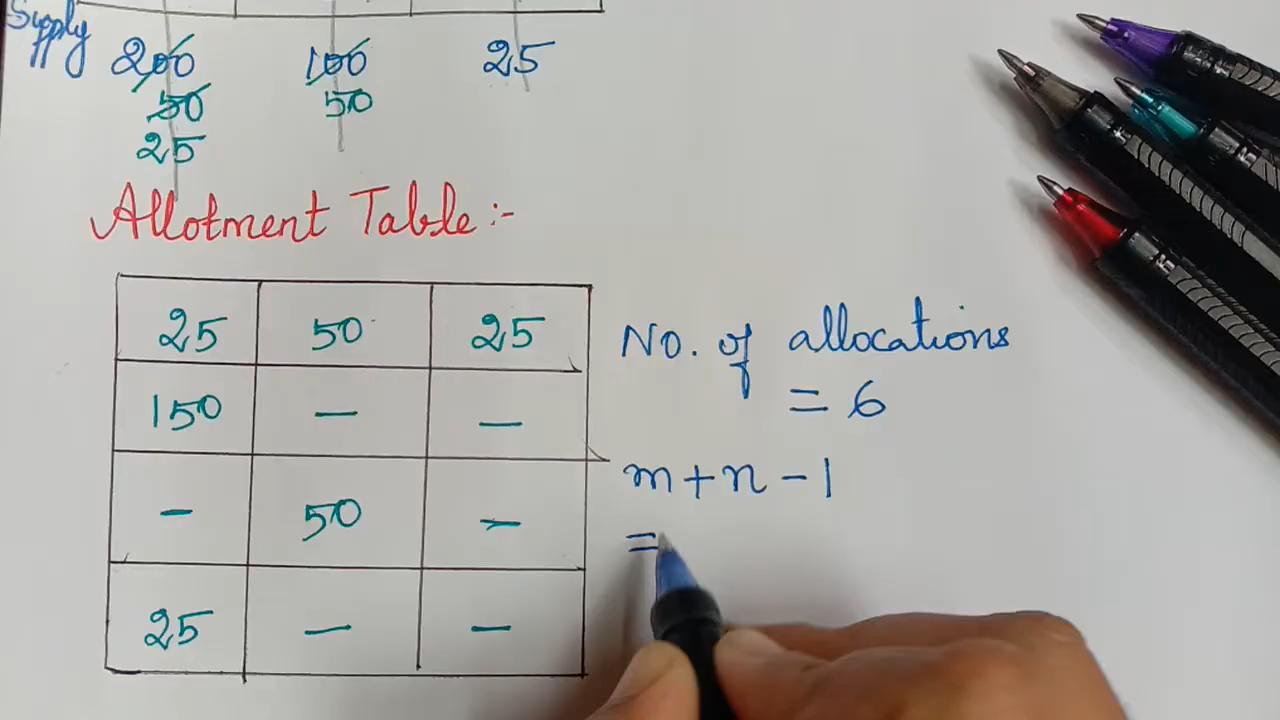 Supply 200 100 25
50 50
25
Allotment Table:-
25 50 25
150 — —
- 50 -
25 — —
No. of allocations
= 6
m+n-1
=